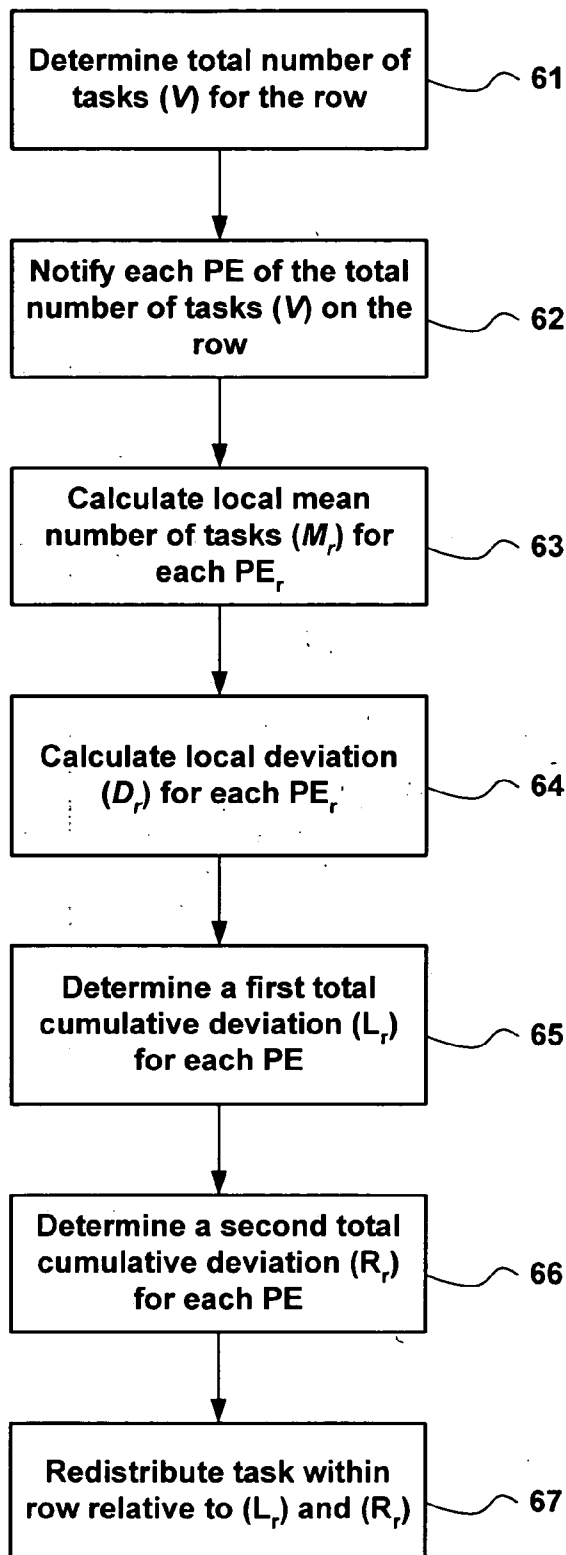 Determine total number of
tasks (V) for the row
61
Notify each PE of the total
number of tasks (V) on the
row
62
Calculate local mean
number of tasks (Mr) for
each PEr
63
Calculate local deviation
(Dr) for each PEr
64
Determine a first total
cumulative deviation (Lr)
for each PE
65
Determine a second total
cumulative deviation (Rr)
for each PE
66
Redistribute task within
row relative to (Lr) and (Rr)
67